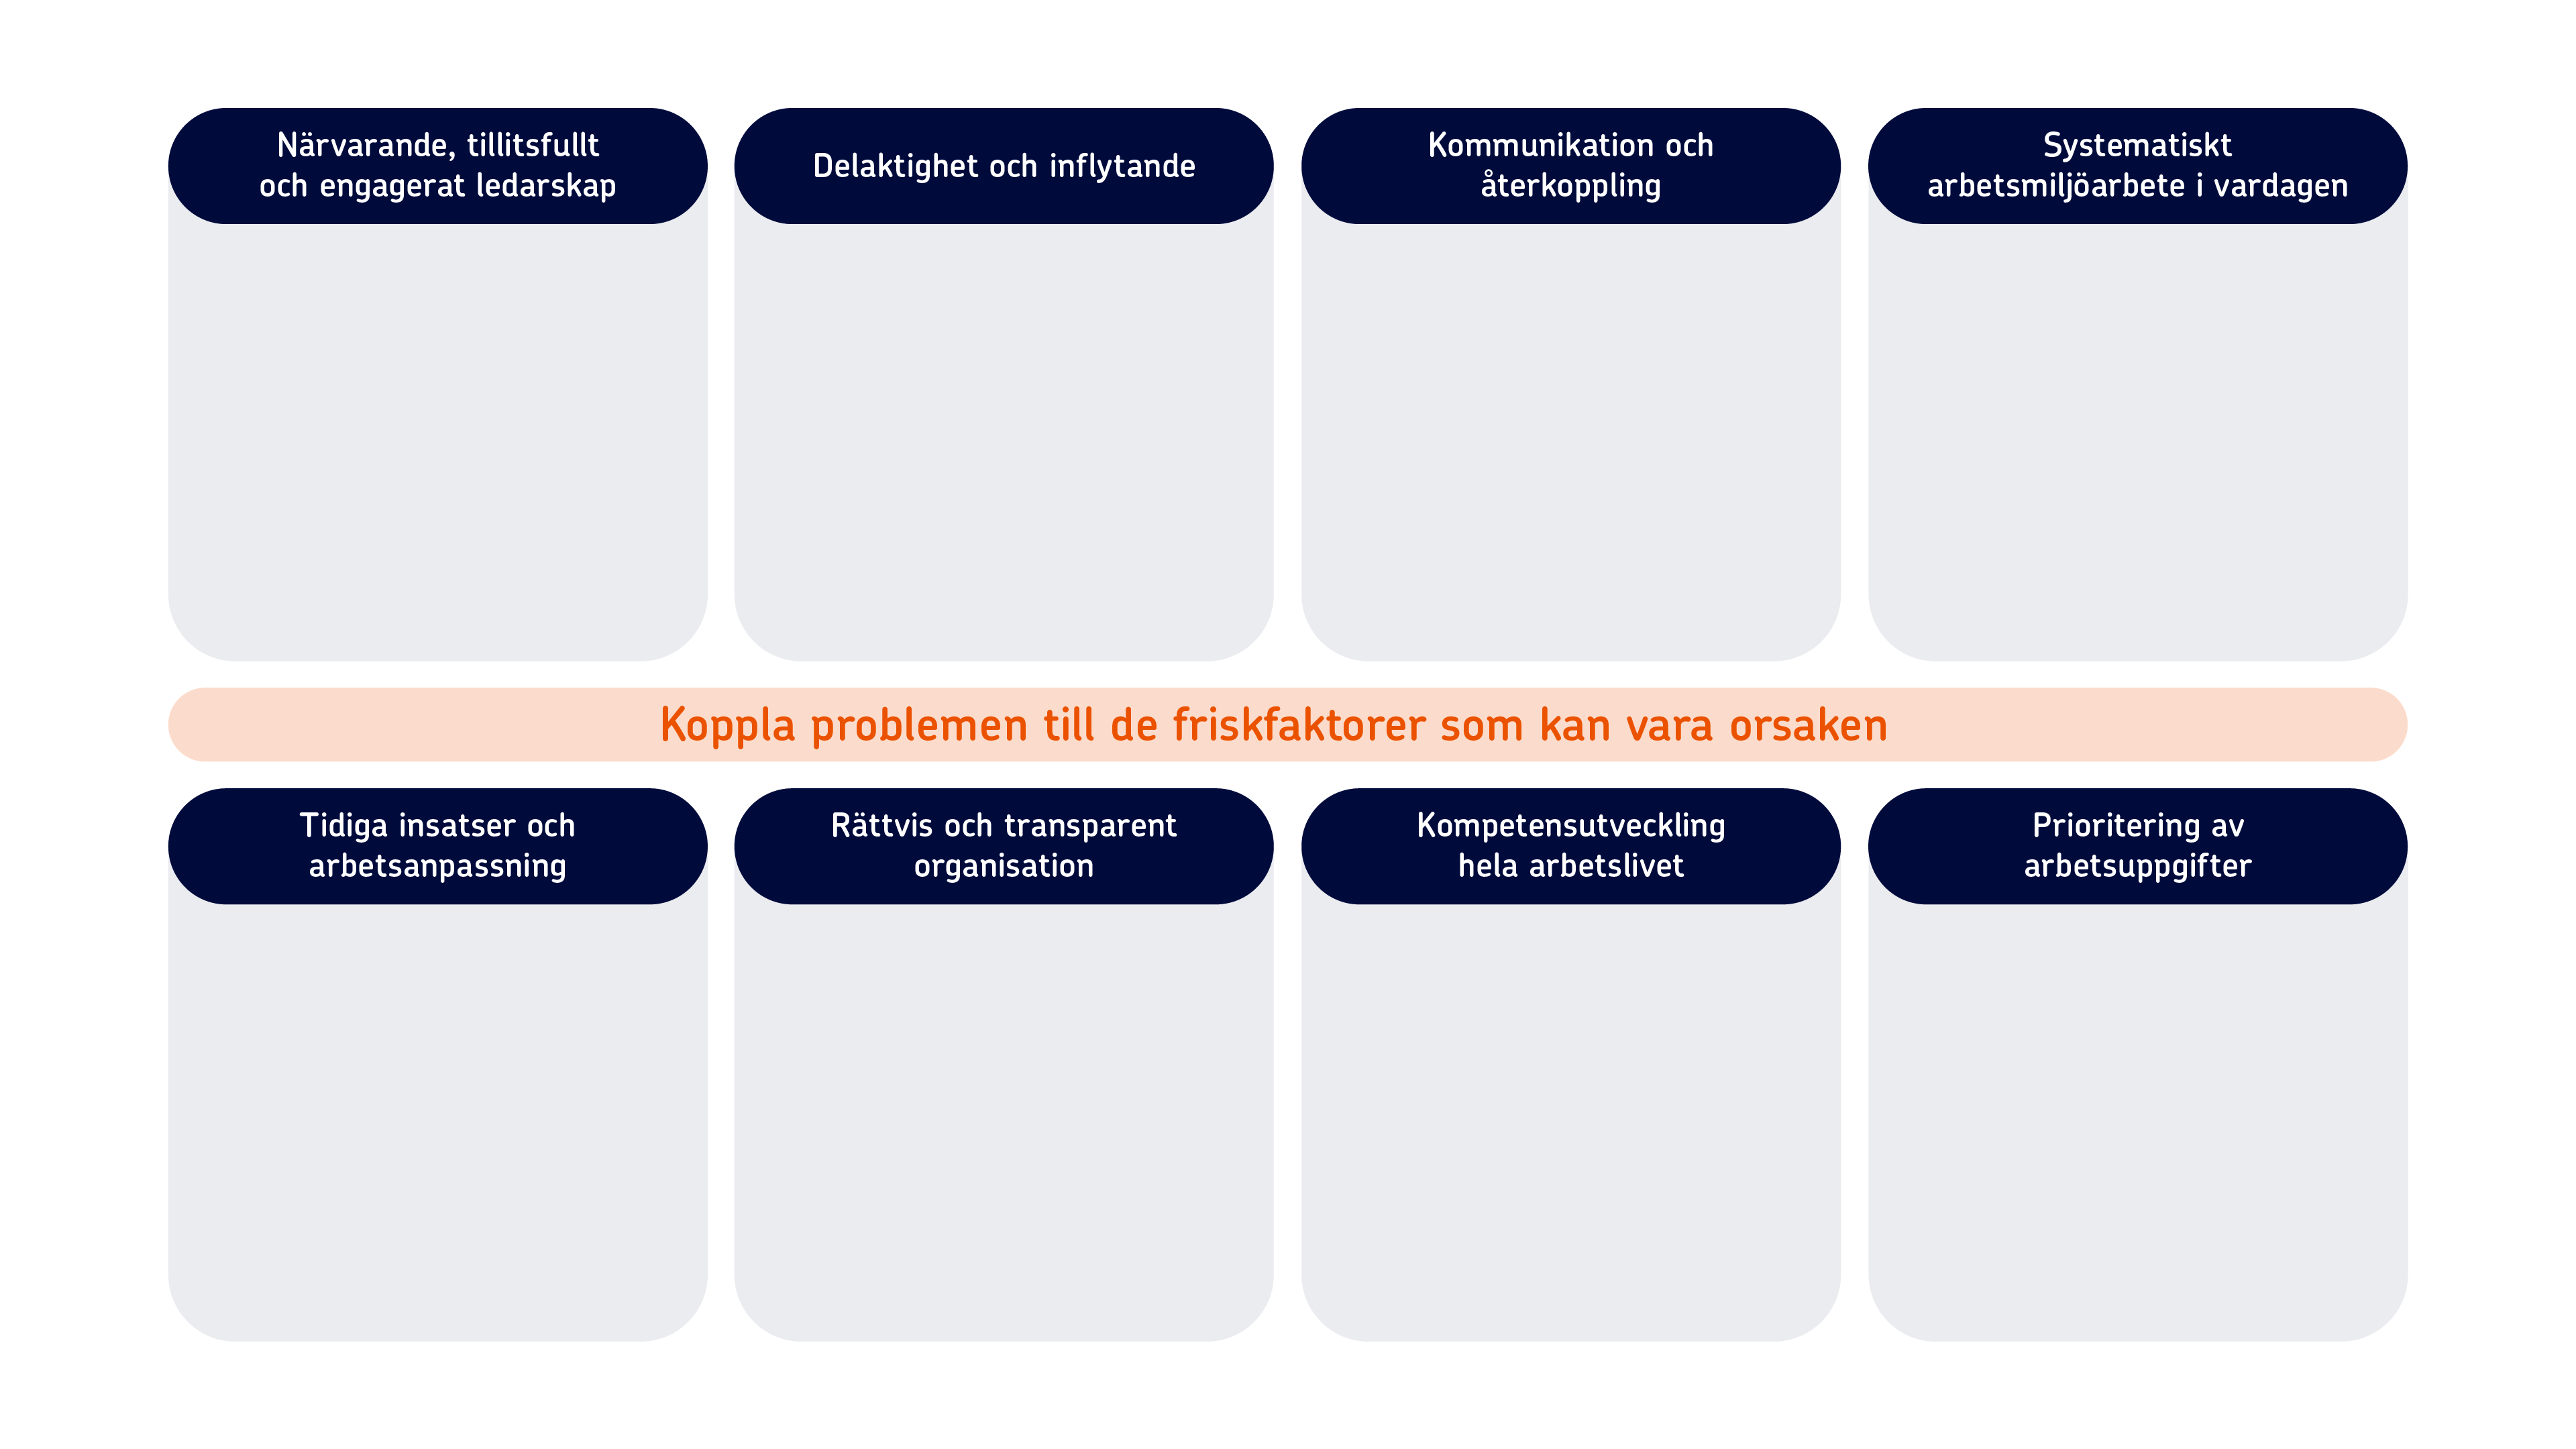 Närvarande, tillitsfullt
och engagerat ledarskap
Delaktighet och inflytande
Kommunikation och
återkoppling
Systematiskt
arbetsmiljöarbete i vardagen
Koppla problemen till de friskfaktorer som kan vara orsaken
Tidiga insatser och
arbetsanpassning
Rättvis och transparent
organisation
Kompetensutveckling
hela arbetslivet
Prioritering av
arbetsuppgifter